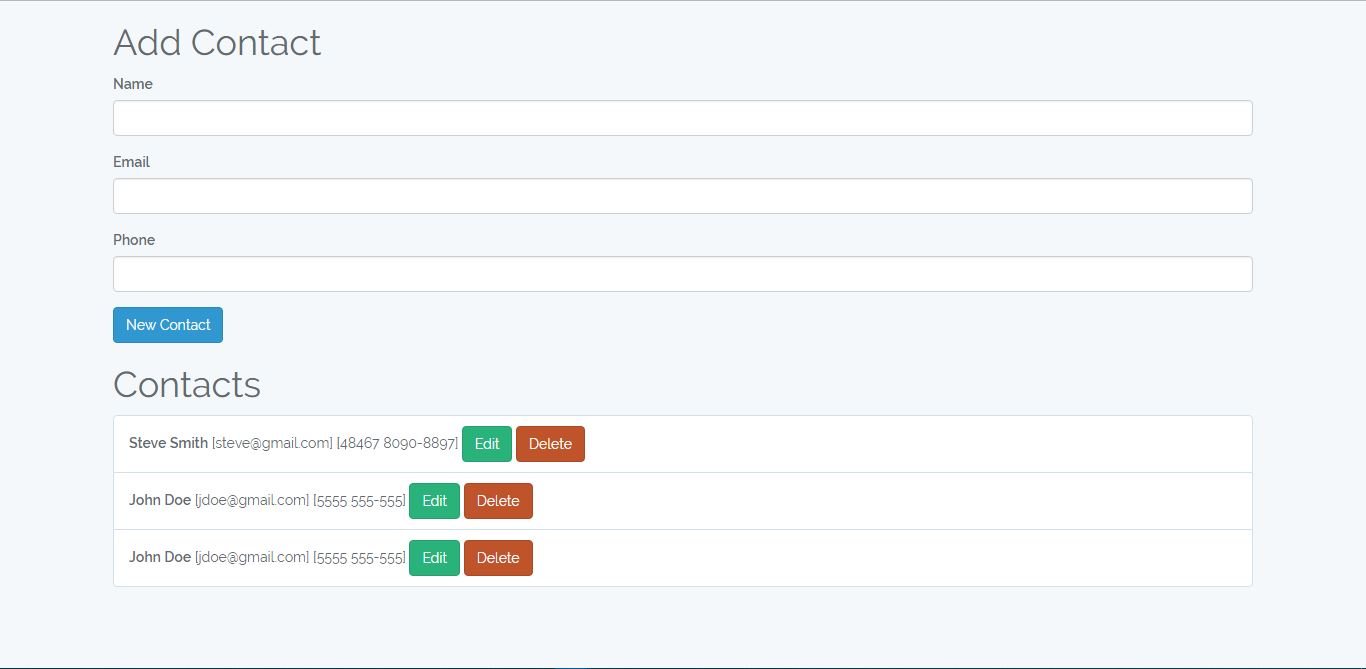 Add Contact
Name
Email
Phone
New Contact
Contacts
Steve Smith [steve@gmail.com] [48467 8090-8897] Edit Delete
John Doe [jdoe@gmail.com] [5555 555-555] Edit Delete
John Doe [jdoe@gmail.com] [5555 555-555] Edit Delete